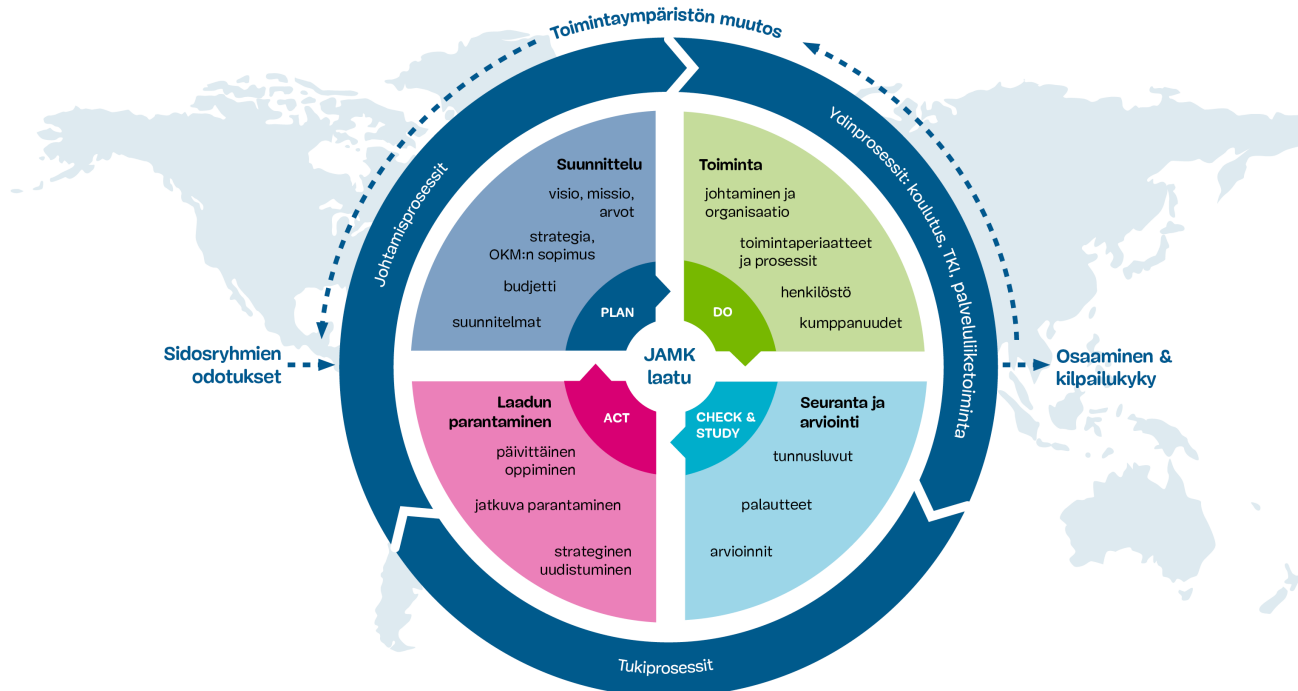 Toimintaympäristön muutos
Johtamisprosessit
Ydinprosessit: koulutus, TKI, palveluliiketoiminta
Tukiprosessit
Sidosryhmien
odotukset
Osaaminen &
kilpailukyky
Suunnittelu
visio, missio,
arvot
strategia,
OKM:n sopimus
budjetti
suunnitelmat
PLAN
Toiminta
johtaminen ja
organisaatio
toimintaperiaatteet
ja prosessit
henkilöstö
kumppanuudet
DO
JAMK
laatu
Laadun
parantaminen
päivittäinen
oppiminen
jatkuva parantaminen
strateginen
uudistuminen
ACT
CHECK &
STUDY
Seuranta ja
arviointi
tunnusluvut
palautteet
arvioinnit